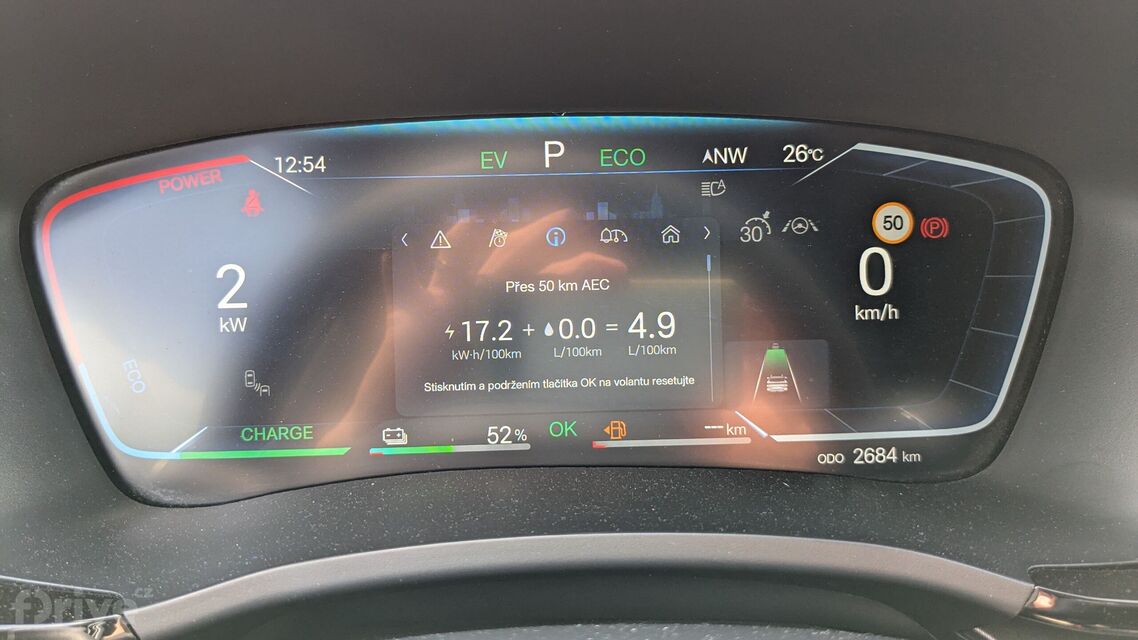 12:54 EV P ECO NW 26°C
POWER
A
30 50 P
2 0
kW km/h
Přes 50 km AEC
17.2 + 0.0 = 4.9
kW·h/100km L/100km L/100km
Stisknutím a podržením tlačítka OK na volantu resetujte
ECO
CHARGE 52% OK --- km
ODO 2684 km
fDrive.cz